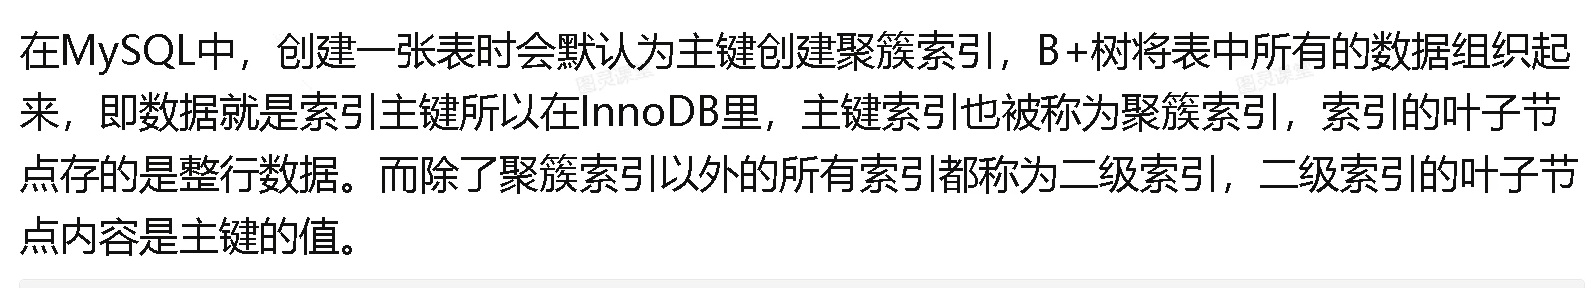 在MySQL中，创建一张表时会默认为主键创建聚簇索引，B+树将表中所有的数据组织起
来，即数据就是索引主键所以在InnoDB里，主键索引也被称为聚簇索引，索引的叶子节
点存的是整行数据。而除了聚簇索引以外的所有索引都称为二级索引，二级索引的叶子节
点内容是主键的值。